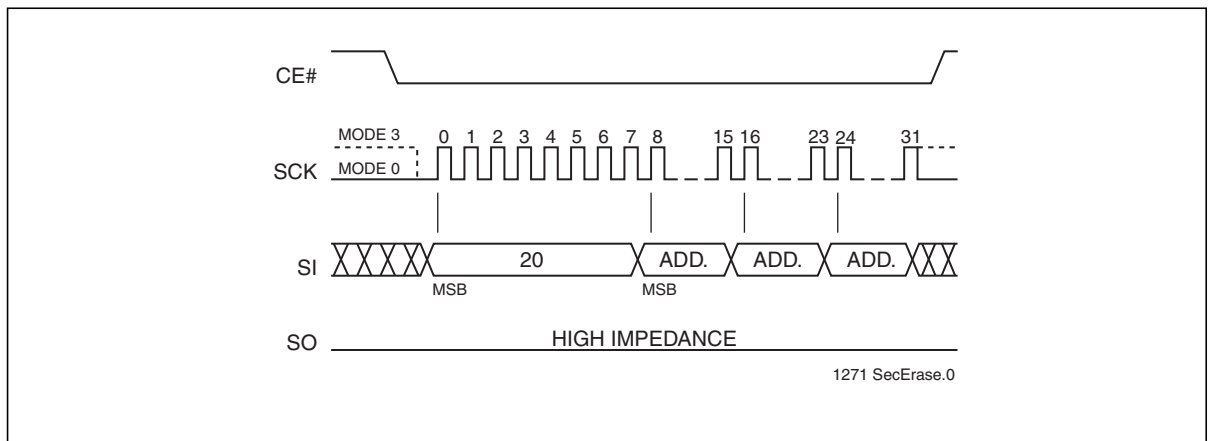 CE#
MODE 3
0 1 2 3 4 5 6 7 8 15 16 23 24 31
SCK
MODE 0
SI
20 ADD. ADD. ADD.
MSB MSB
SO
HIGH IMPEDANCE
1271 SecErase.0